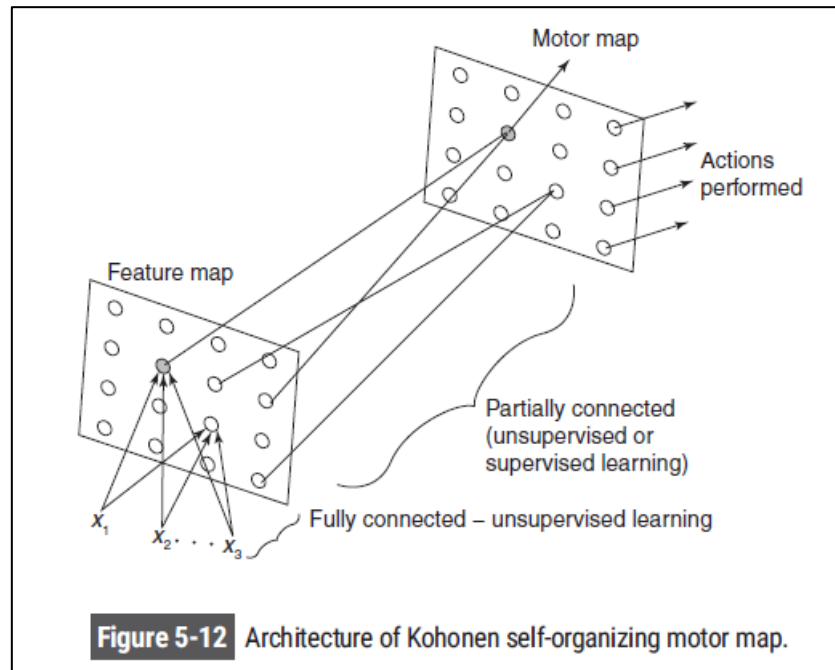 Motor map
Actions
performed
Feature map
Partially connected
(unsupervised or
supervised learning)
x₁ x₂ . . . x₃
Fully connected – unsupervised learning
Figure 5-12 Architecture of Kohonen self-organizing motor map.